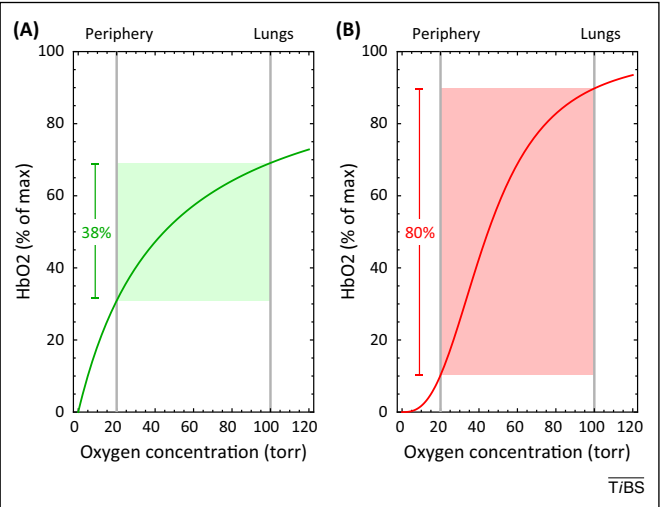 (A)
Periphery
Lungs
HbO2 (% of max)
100
80
60
40
20
0
38%
0 20 40 60 80 100 120
Oxygen concentration (torr)
(B)
Periphery
Lungs
HbO2 (% of max)
100
80
60
40
20
0
80%
0 20 40 60 80 100 120
Oxygen concentration (torr)
TiBS